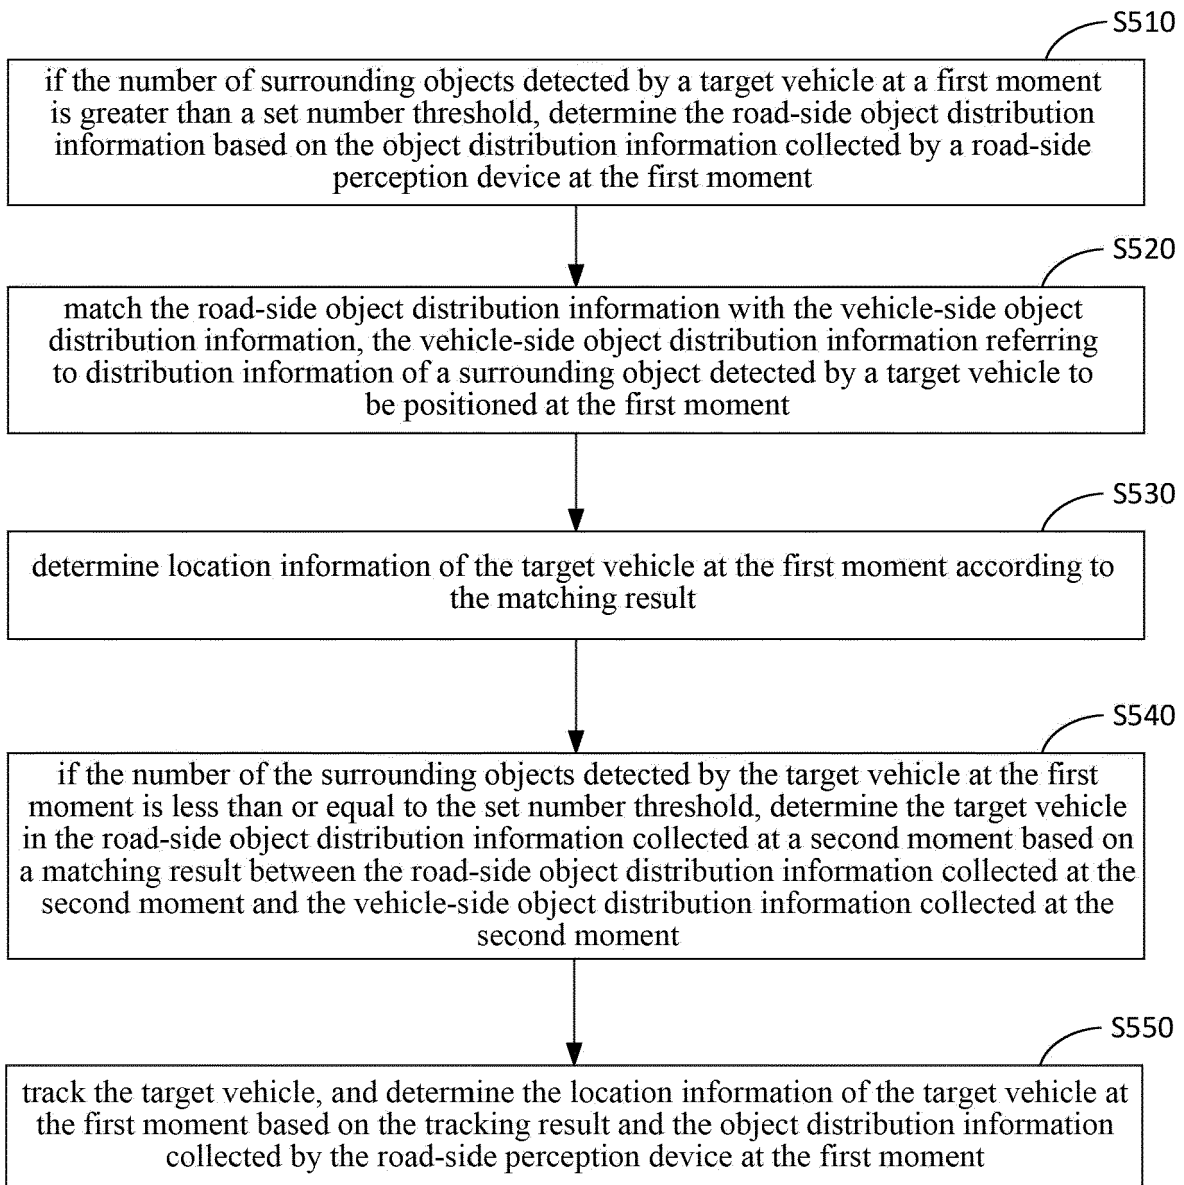 S510
if the number of surrounding objects detected by a target vehicle at a first moment
is greater than a set number threshold, determine the road-side object distribution
information based on the object distribution information collected by a road-side
perception device at the first moment
S520
match the road-side object distribution information with the vehicle-side object
distribution information, the vehicle-side object distribution information referring
to distribution information of a surrounding object detected by a target vehicle to
be positioned at the first moment
S530
determine location information of the target vehicle at the first moment according to
the matching result
S540
if the number of the surrounding objects detected by the target vehicle at the first
moment is less than or equal to the set number threshold, determine the target vehicle
in the road-side object distribution information collected at a second moment based on
a matching result between the road-side object distribution information collected at the
second moment and the vehicle-side object distribution information collected at the
second moment
S550
track the target vehicle, and determine the location information of the target vehicle at
the first moment based on the tracking result and the object distribution information
collected by the road-side perception device at the first moment